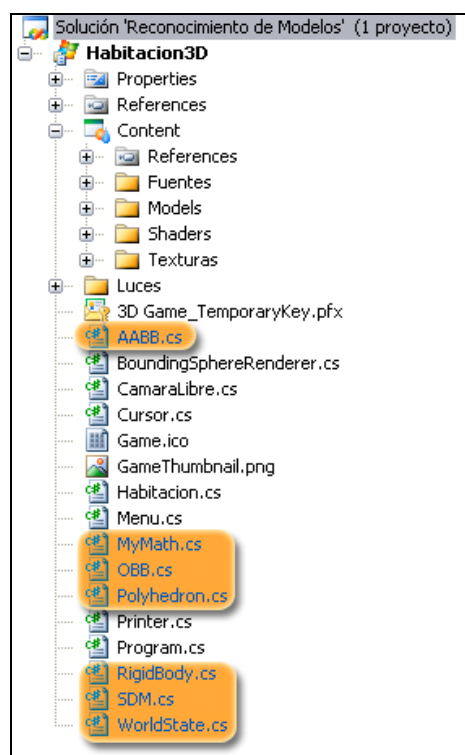 Solución 'Reconocimiento de Modelos' (1 proyecto)
Habitacion3D
Properties
References
Content
References
Fuentes
Models
Shaders
Texturas
Luces
3D Game_TemporaryKey.pfx
AABB.cs
BoundingSphereRenderer.cs
CamaraLibre.cs
Cursor.cs
Game.ico
GameThumbnail.png
Habitacion.cs
Menu.cs
MyMath.cs
OBB.cs
Polyhedron.cs
Printer.cs
Program.cs
RigidBody.cs
SDM.cs
WorldState.cs